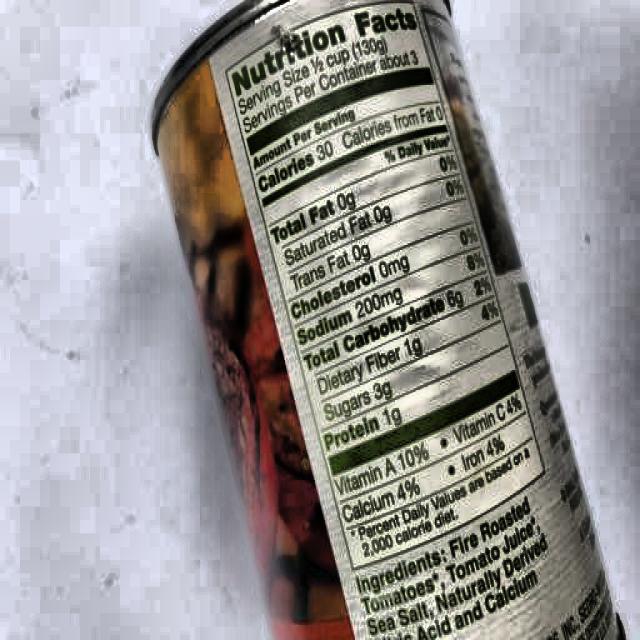 Nutrition Facts
Serving Size ½ cup (130g)
Servings Per Container about 3
Amount Per Serving
Calories 30 Calories from Fat 0
% Daily Value*
Total Fat 0g 0%
Saturated Fat 0g 0%
Trans Fat 0g
Cholesterol 0mg 0%
Sodium 200mg 8%
Total Carbohydrate 6g 2%
Dietary Fiber 1g 4%
Sugars 3g
Protein 1g
Vitamin A 10% • Vitamin C 4%
Calcium 4% • Iron 4%
* Percent Daily Values are based on a
2,000 calorie diet.
Ingredients: Fire Roasted
Tomatoes*, Tomato Juice*,
Sea Salt, Naturally Derived
Acid and Calcium